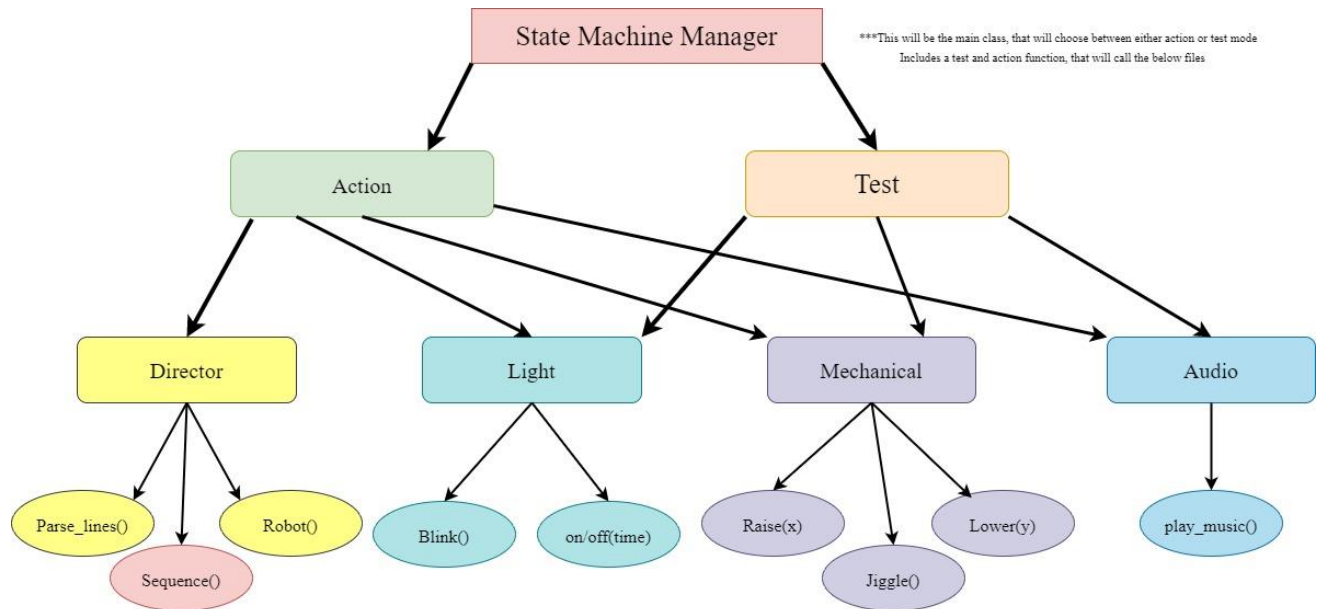 State Machine Manager
***This will be the main class, that will choose between either action or test mode
Includes a test and action function, that will call the below files
Action
Test
Director
Light
Mechanical
Audio
Parse_lines()
Robot()
Blink()
on/off(time)
Raise(x)
Lower(y)
play_music()
Sequence()
Jiggle()